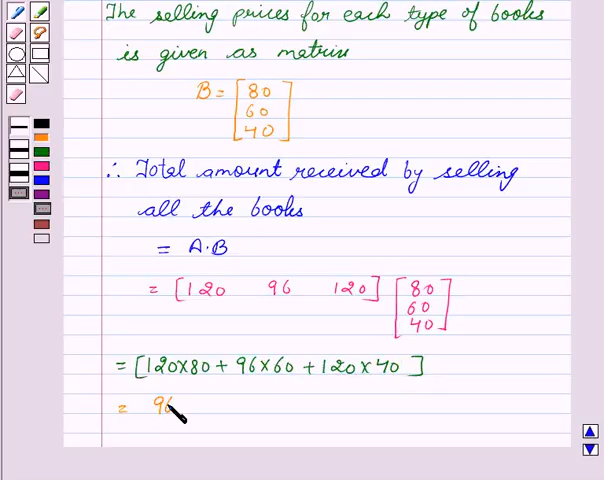 The selling prices for each type of books
is given as matrix
B = [80
60
40]
∴ Total amount received by selling
all the books
= A.B
= [120 96 120] [80
60
40]
= [120×80 + 96×60 + 120×40]
= 96